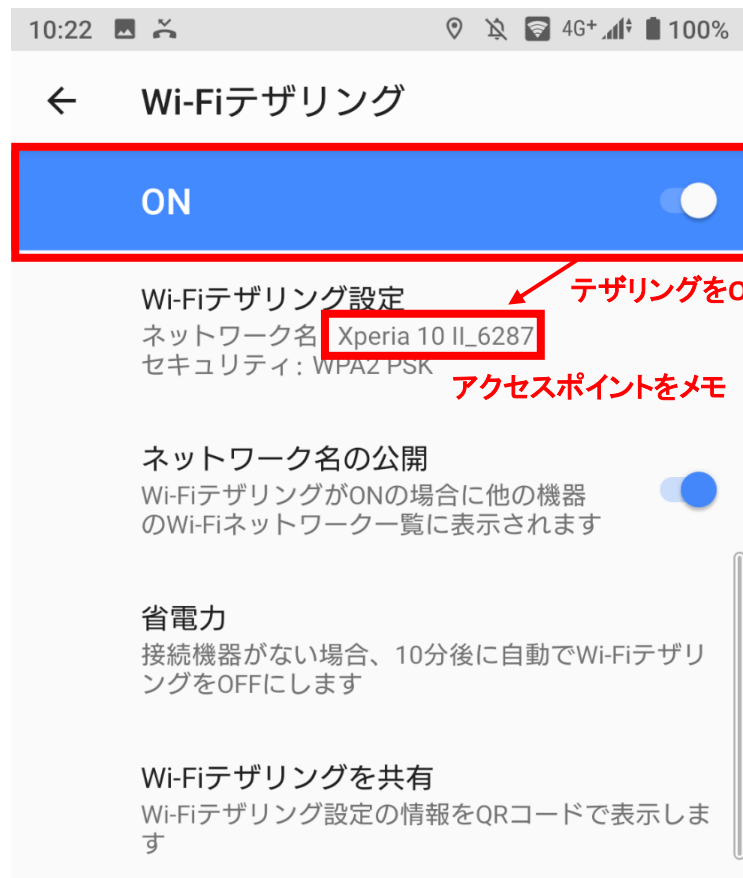 10:22 4G+ 100%
Wi-Fiテザリング
ON
テザリングを
Wi-Fiテザリング設定
ネットワーク名 Xperia 10 II_6287
セキュリティ: WPA2 PSK
アクセスポイントをメモ
ネットワーク名の公開
Wi-FiテザリングがONの場合に他の機器
のWi-Fiネットワーク一覧に表示されます
省電力
接続機器がない場合、10分後に自動でWi-Fiテザリ
ングをOFFにします
Wi-Fiテザリングを共有
Wi-Fiテザリング設定の情報をQRコードで表示しま
す